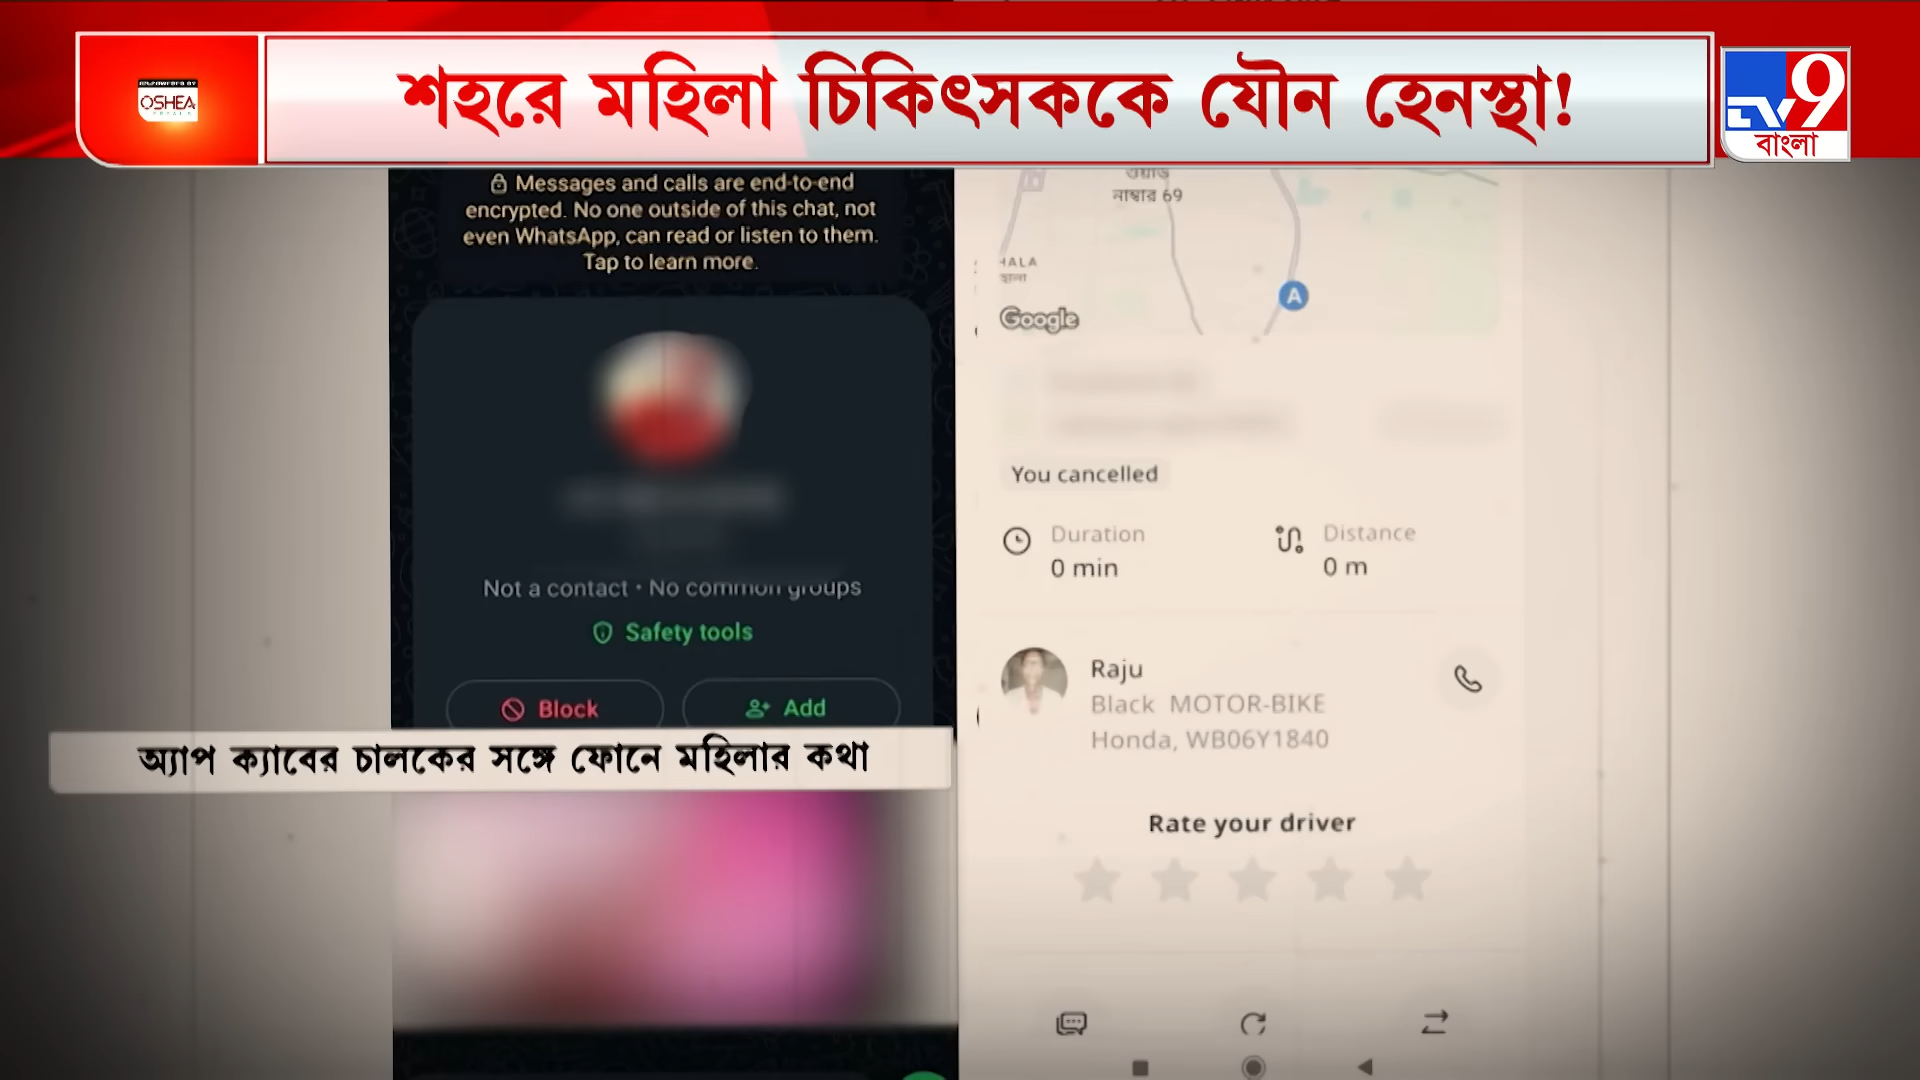 শহরে মহিলা চিকিৎসককে যৌন হেনস্থা!
OSHEA
TV9
বাংলা
Messages and calls are end-to-end
encrypted. No one outside of this chat, not
even WhatsApp, can read or listen to them.
Tap to learn more.
Not a contact • No common groups
Safety tools
Block
Add
অ্যাপ ক্যাবের চালকের সঙ্গে ফোনে মহিলার কথা
ওয়ার্ড
নাম্বার 69
HALA
Google
A
You cancelled
Duration
0 min
Distance
0 m
Raju
Black MOTOR-BIKE
Honda, WB06Y1840
Rate your driver